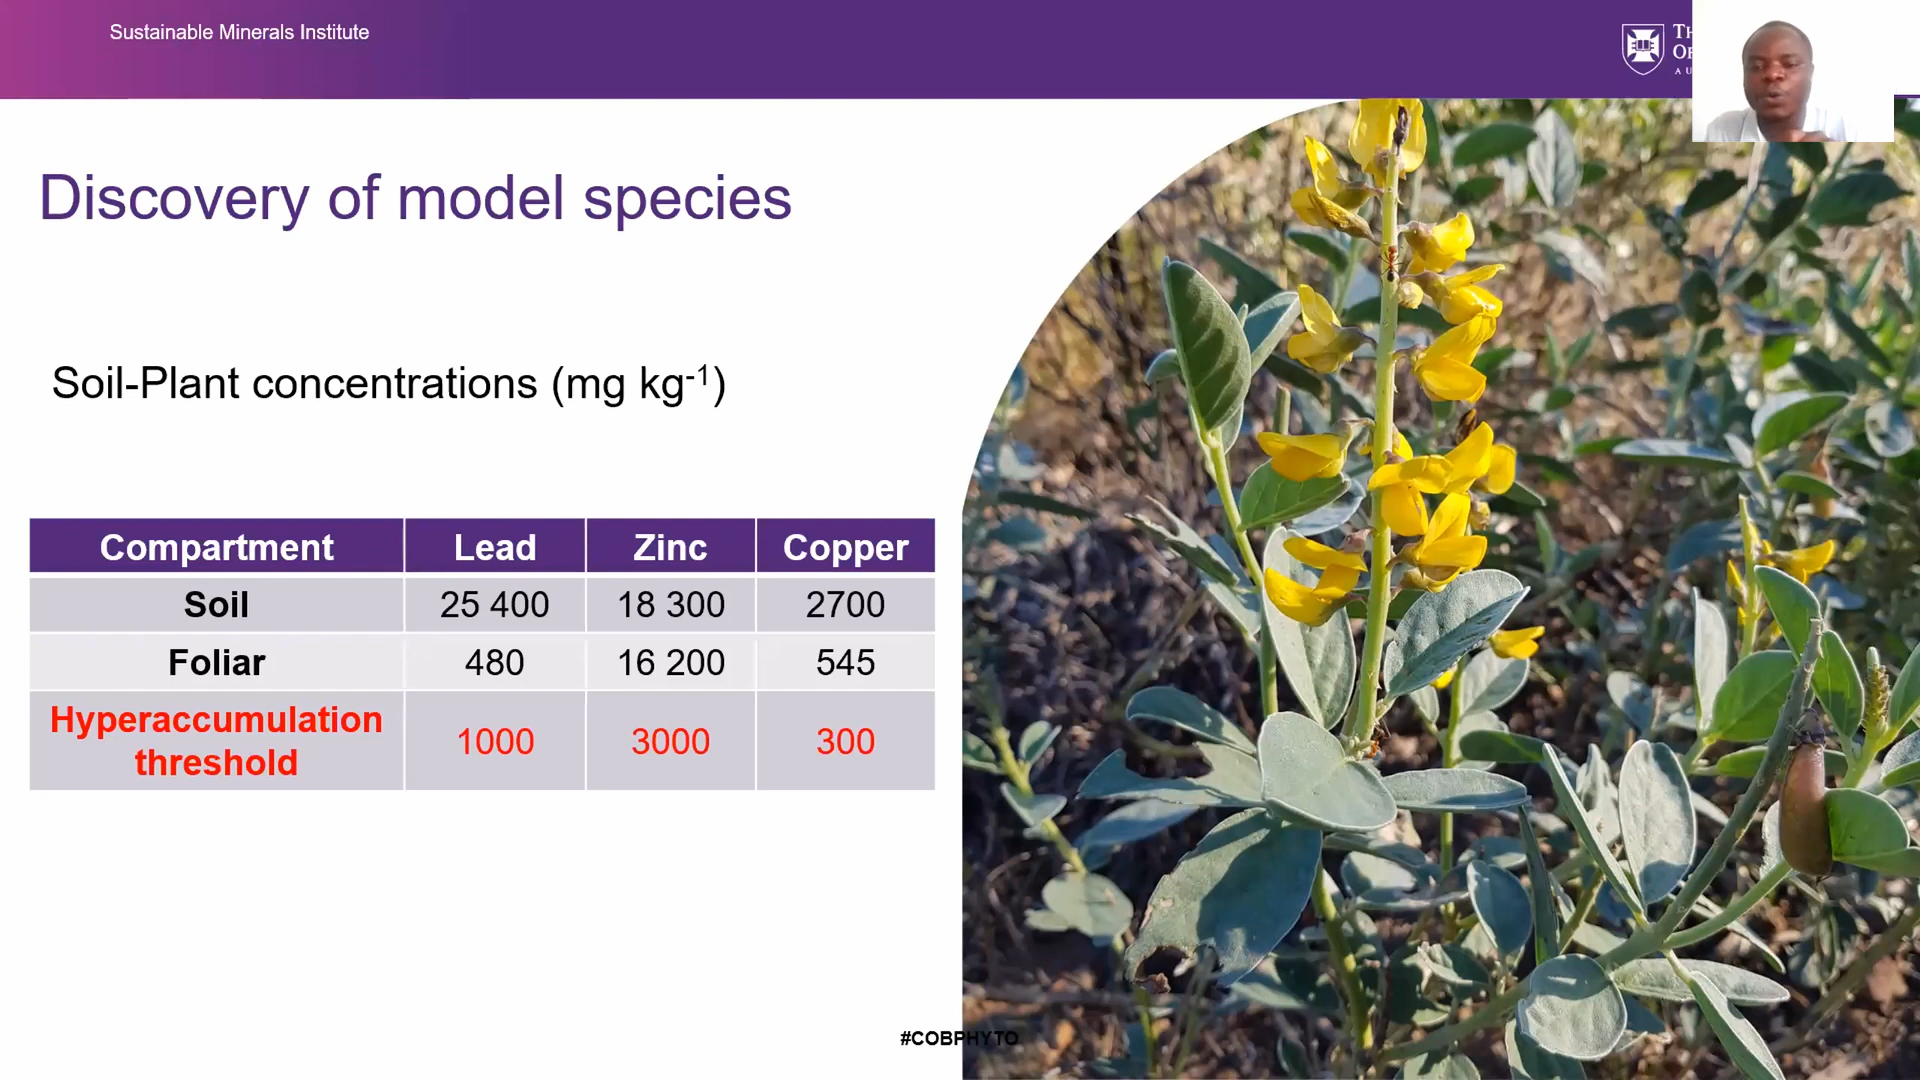 Sustainable Minerals Institute
Discovery of model species
Soil-Plant concentrations (mg kg⁻¹)
Compartment Lead Zinc Copper
Soil 25 400 18 300 2700
Foliar 480 16 200 545
Hyperaccumulation
threshold 1000 3000 300
#COBPHYTO